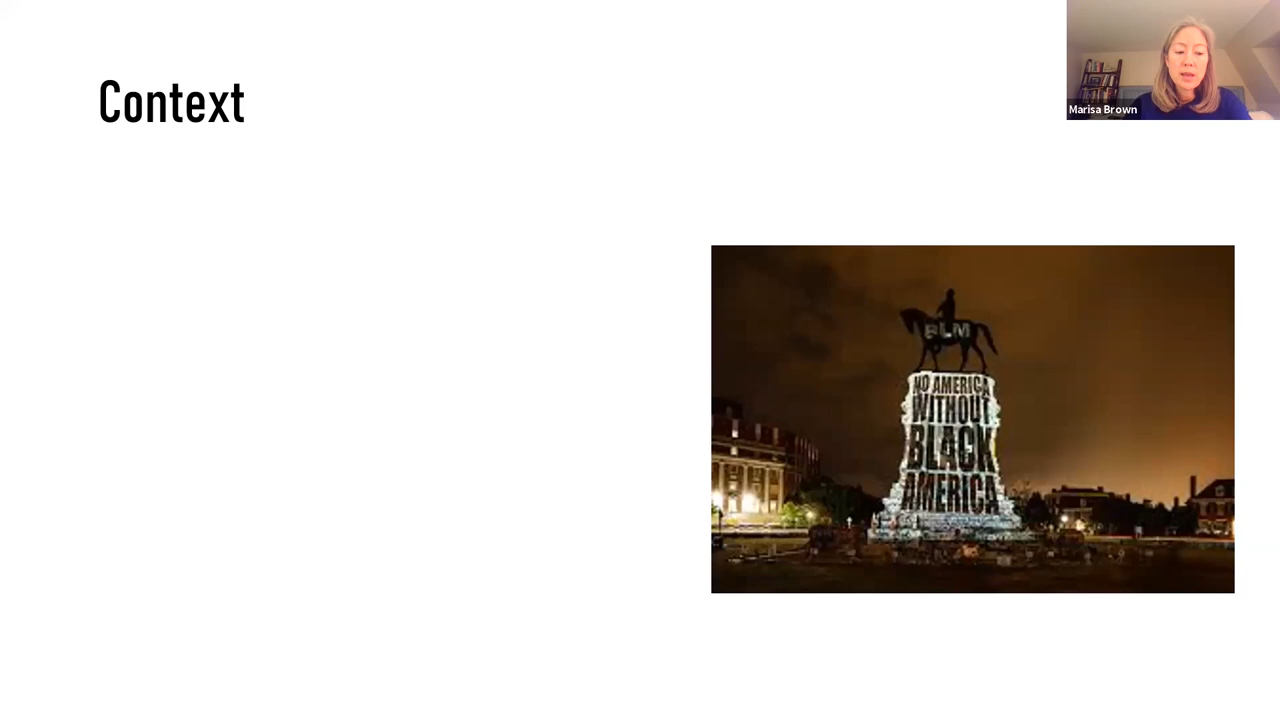 Context
Marisa Brown
BLM
NO AMERICA
WITHOUT
BLACK
AMERICA